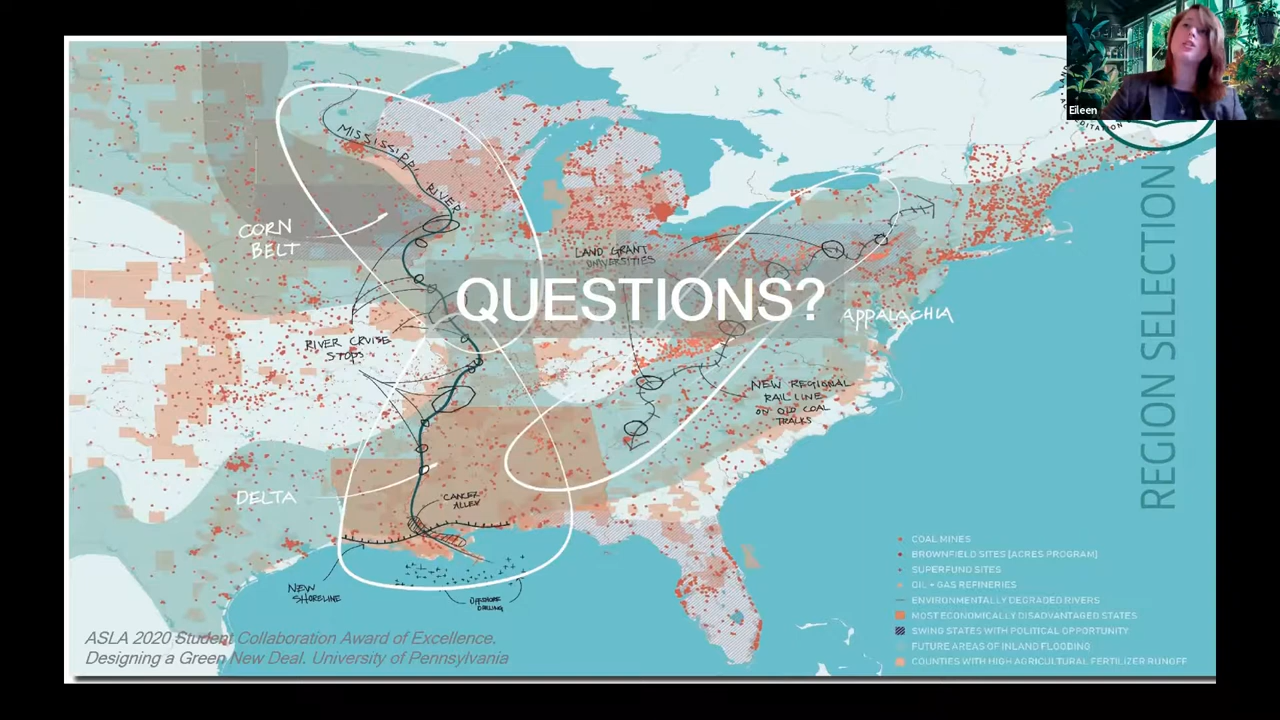 Eileen
DITATION
MISSISSIPPI
RIVER
CORN
BELT
LAND GRANT
UNIVERSITIES
QUESTIONS?
APPALACHIA
RIVER CRUISE
STOPS
NEW REGIONAL
RAIL LINE
ON OLD COAL
TRACKS
DELTA
CANCER
ALLEY
NEW
SHORELINE
OFFSHORE
DRILLING
REGION SELECTION
COAL MINES
BROWNFIELD SITES [ACRES PROGRAM]
SUPERFUND SITES
OIL + GAS REFINERIES
ENVIRONMENTALLY DEGRADED RIVERS
MOST ECONOMICALLY DISADVANTAGED STATES
SWING STATES WITH POLITICAL OPPORTUNITY
FUTURE AREAS OF INLAND FLOODING
COUNTIES WITH HIGH AGRICULTURAL FERTILIZER RUNOFF
ASLA 2020 Student Collaboration Award of Excellence.
Designing a Green New Deal. University of Pennsylvania